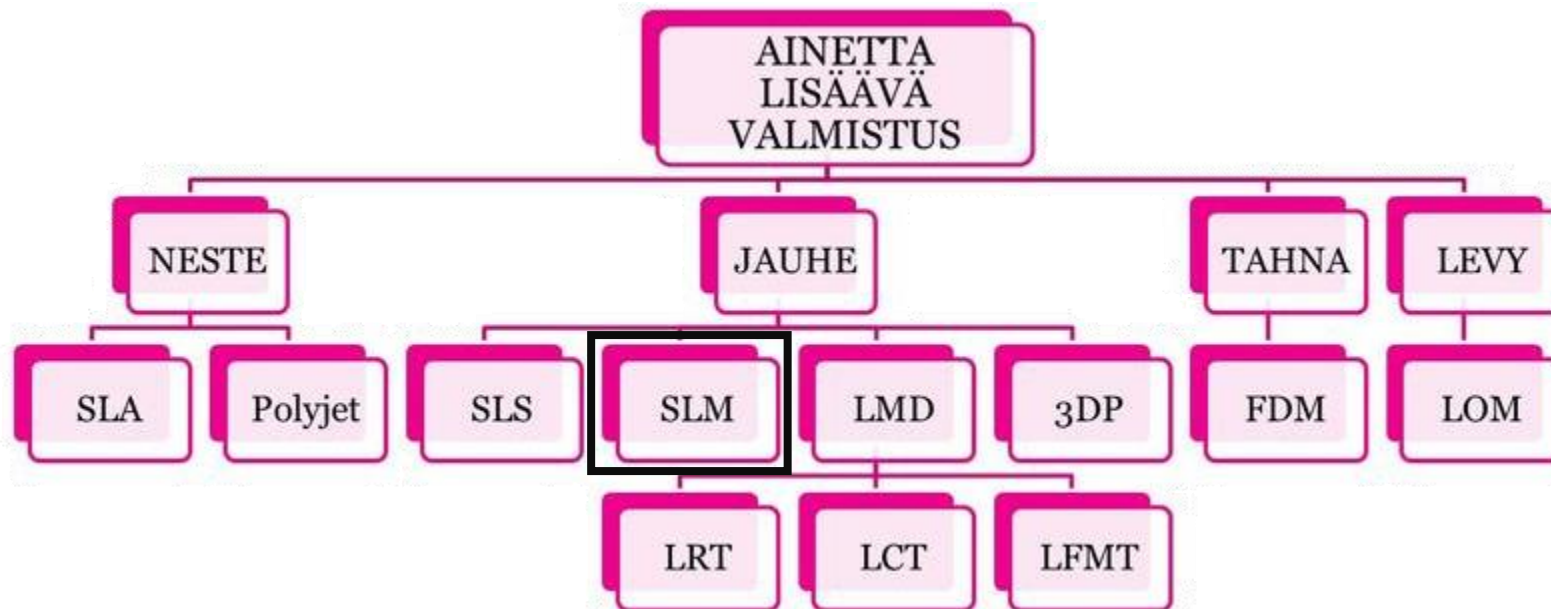 AINETTA
LISÄÄVÄ
VALMISTUS
NESTE
JAUHE
TAHNA
LEVY
SLA
Polyjet
SLS
SLM
LMD
3DP
FDM
LOM
LRT
LCT
LFMT